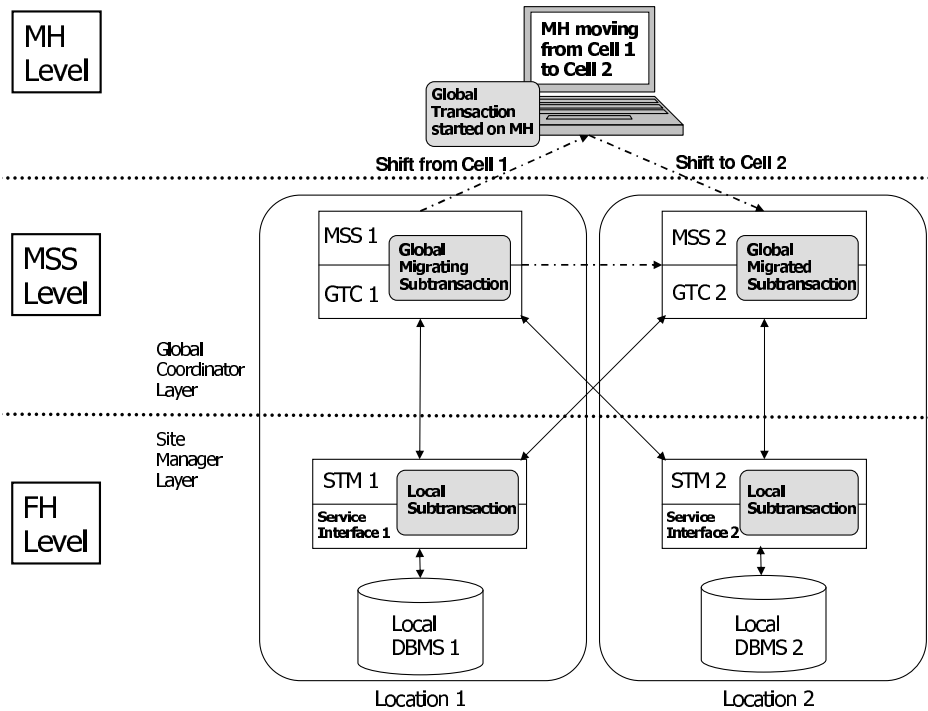 MH
Level
MH moving
from Cell 1
to Cell 2
Global
Transaction
started on MH
Shift from Cell 1
Shift to Cell 2
MSS
Level
MSS 1
GTC 1
Global
Migrating
Subtransaction
MSS 2
GTC 2
Global
Migrated
Subtransaction
Global
Coordinator
Layer
Site
Manager
Layer
FH
Level
STM 1
Service
Interface 1
Local
Subtransaction
STM 2
Service
Interface 2
Local
Subtransaction
Local
DBMS 1
Local
DBMS 2
Location 1
Location 2